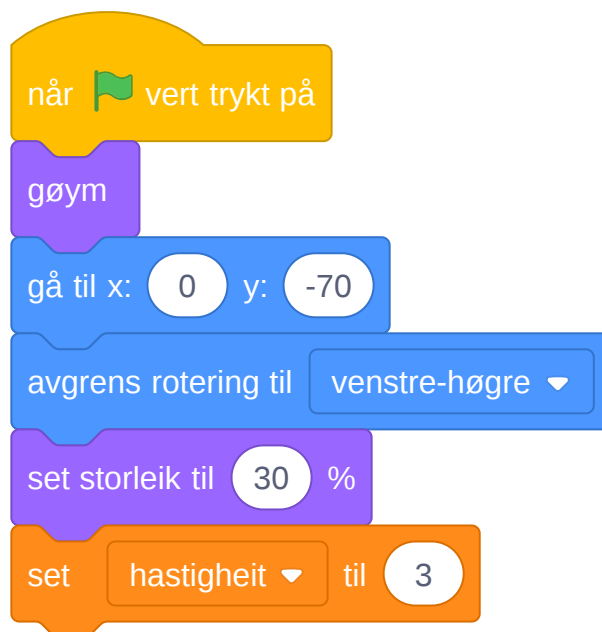 når vert trykt på
gøym
gå til x: 0 y: -70
avgrens rotering til venstre-høgre
set storleik til 30 %
set hastigheit til 3